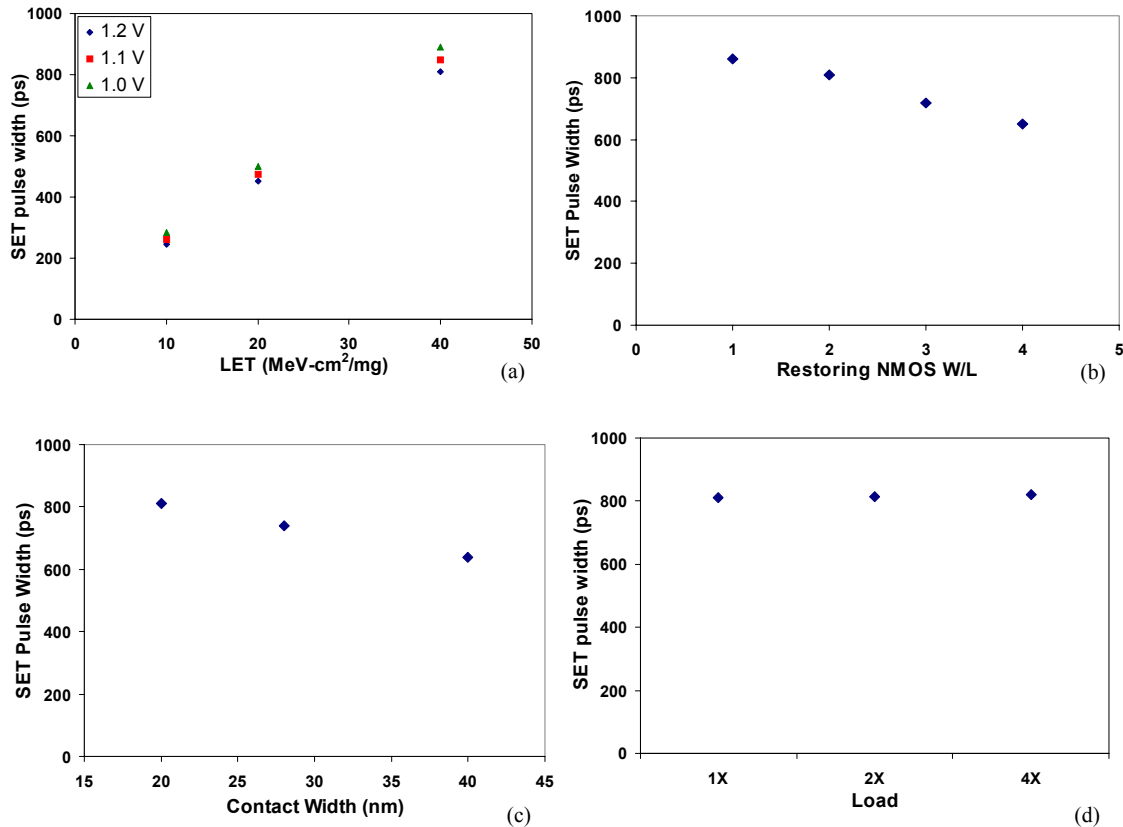 1000
800
600
400
200
0
SET pulse width (ps)
1.2 V
1.1 V
1.0 V
0 10 20 30 40 50
LET (MeV-cm²/mg)
(a)
1000
800
600
400
200
0
SET Pulse Width (ps)
0 1 2 3 4 5
Restoring NMOS W/L
(b)
1000
800
600
400
200
0
SET Pulse Width (ps)
15 20 25 30 35 40 45
Contact Width (nm)
(c)
1000
800
600
400
200
0
SET pulse width (ps)
1X 2X 4X
Load
(d)